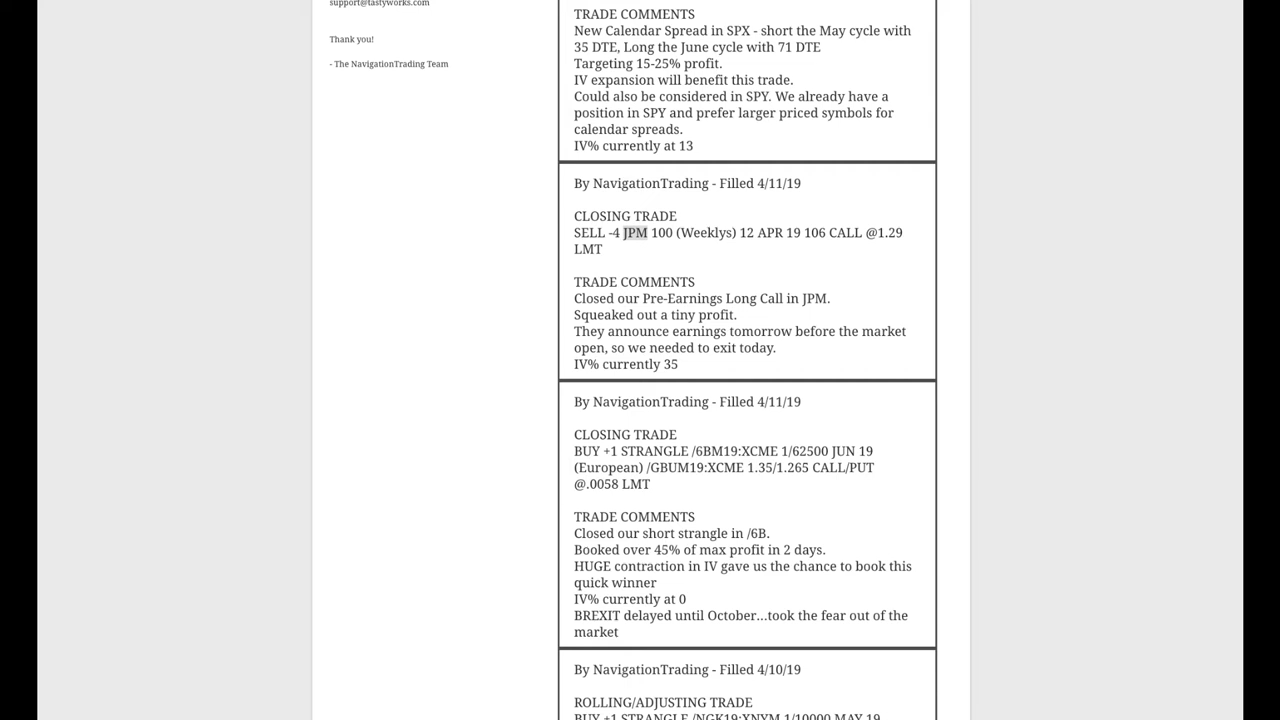 support@tastyworks.com
Thank you!
- The NavigationTrading Team
TRADE COMMENTS
New Calendar Spread in SPX - short the May cycle with
35 DTE, Long the June cycle with 71 DTE
Targeting 15-25% profit.
IV expansion will benefit this trade.
Could also be considered in SPY. We already have a
position in SPY and prefer larger priced symbols for
calendar spreads.
IV% currently at 13
By NavigationTrading - Filled 4/11/19
CLOSING TRADE
SELL -4 JPM 100 (Weeklys) 12 APR 19 106 CALL @1.29
LMT
TRADE COMMENTS
Closed our Pre-Earnings Long Call in JPM.
Squeaked out a tiny profit.
They announce earnings tomorrow before the market
open, so we needed to exit today.
IV% currently 35
By NavigationTrading - Filled 4/11/19
CLOSING TRADE
BUY +1 STRANGLE /6BM19:XCME 1/62500 JUN 19
(European) /GBUM19:XCME 1.35/1.265 CALL/PUT
@.0058 LMT
TRADE COMMENTS
Closed our short strangle in /6B.
Booked over 45% of max profit in 2 days.
HUGE contraction in IV gave us the chance to book this
quick winner
IV% currently at 0
BREXIT delayed until October...took the fear out of the
market
By NavigationTrading - Filled 4/10/19
ROLLING/ADJUSTING TRADE
BUY +1 STRANGLE /NGK19:XNYM 1/10000 MAY 19